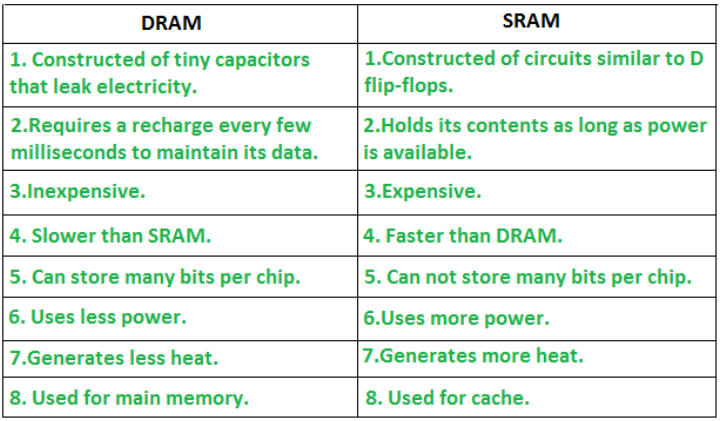 DRAM
SRAM
1. Constructed of tiny capacitors
that leak electricity.
1.Constructed of circuits similar to D
flip-flops.
2.Requires a recharge every few
milliseconds to maintain its data.
2.Holds its contents as long as power
is available.
3.Inexpensive.
3.Expensive.
4. Slower than SRAM.
4. Faster than DRAM.
5. Can store many bits per chip.
5. Can not store many bits per chip.
6. Uses less power.
6.Uses more power.
7.Generates less heat.
7.Generates more heat.
8. Used for main memory.
8. Used for cache.